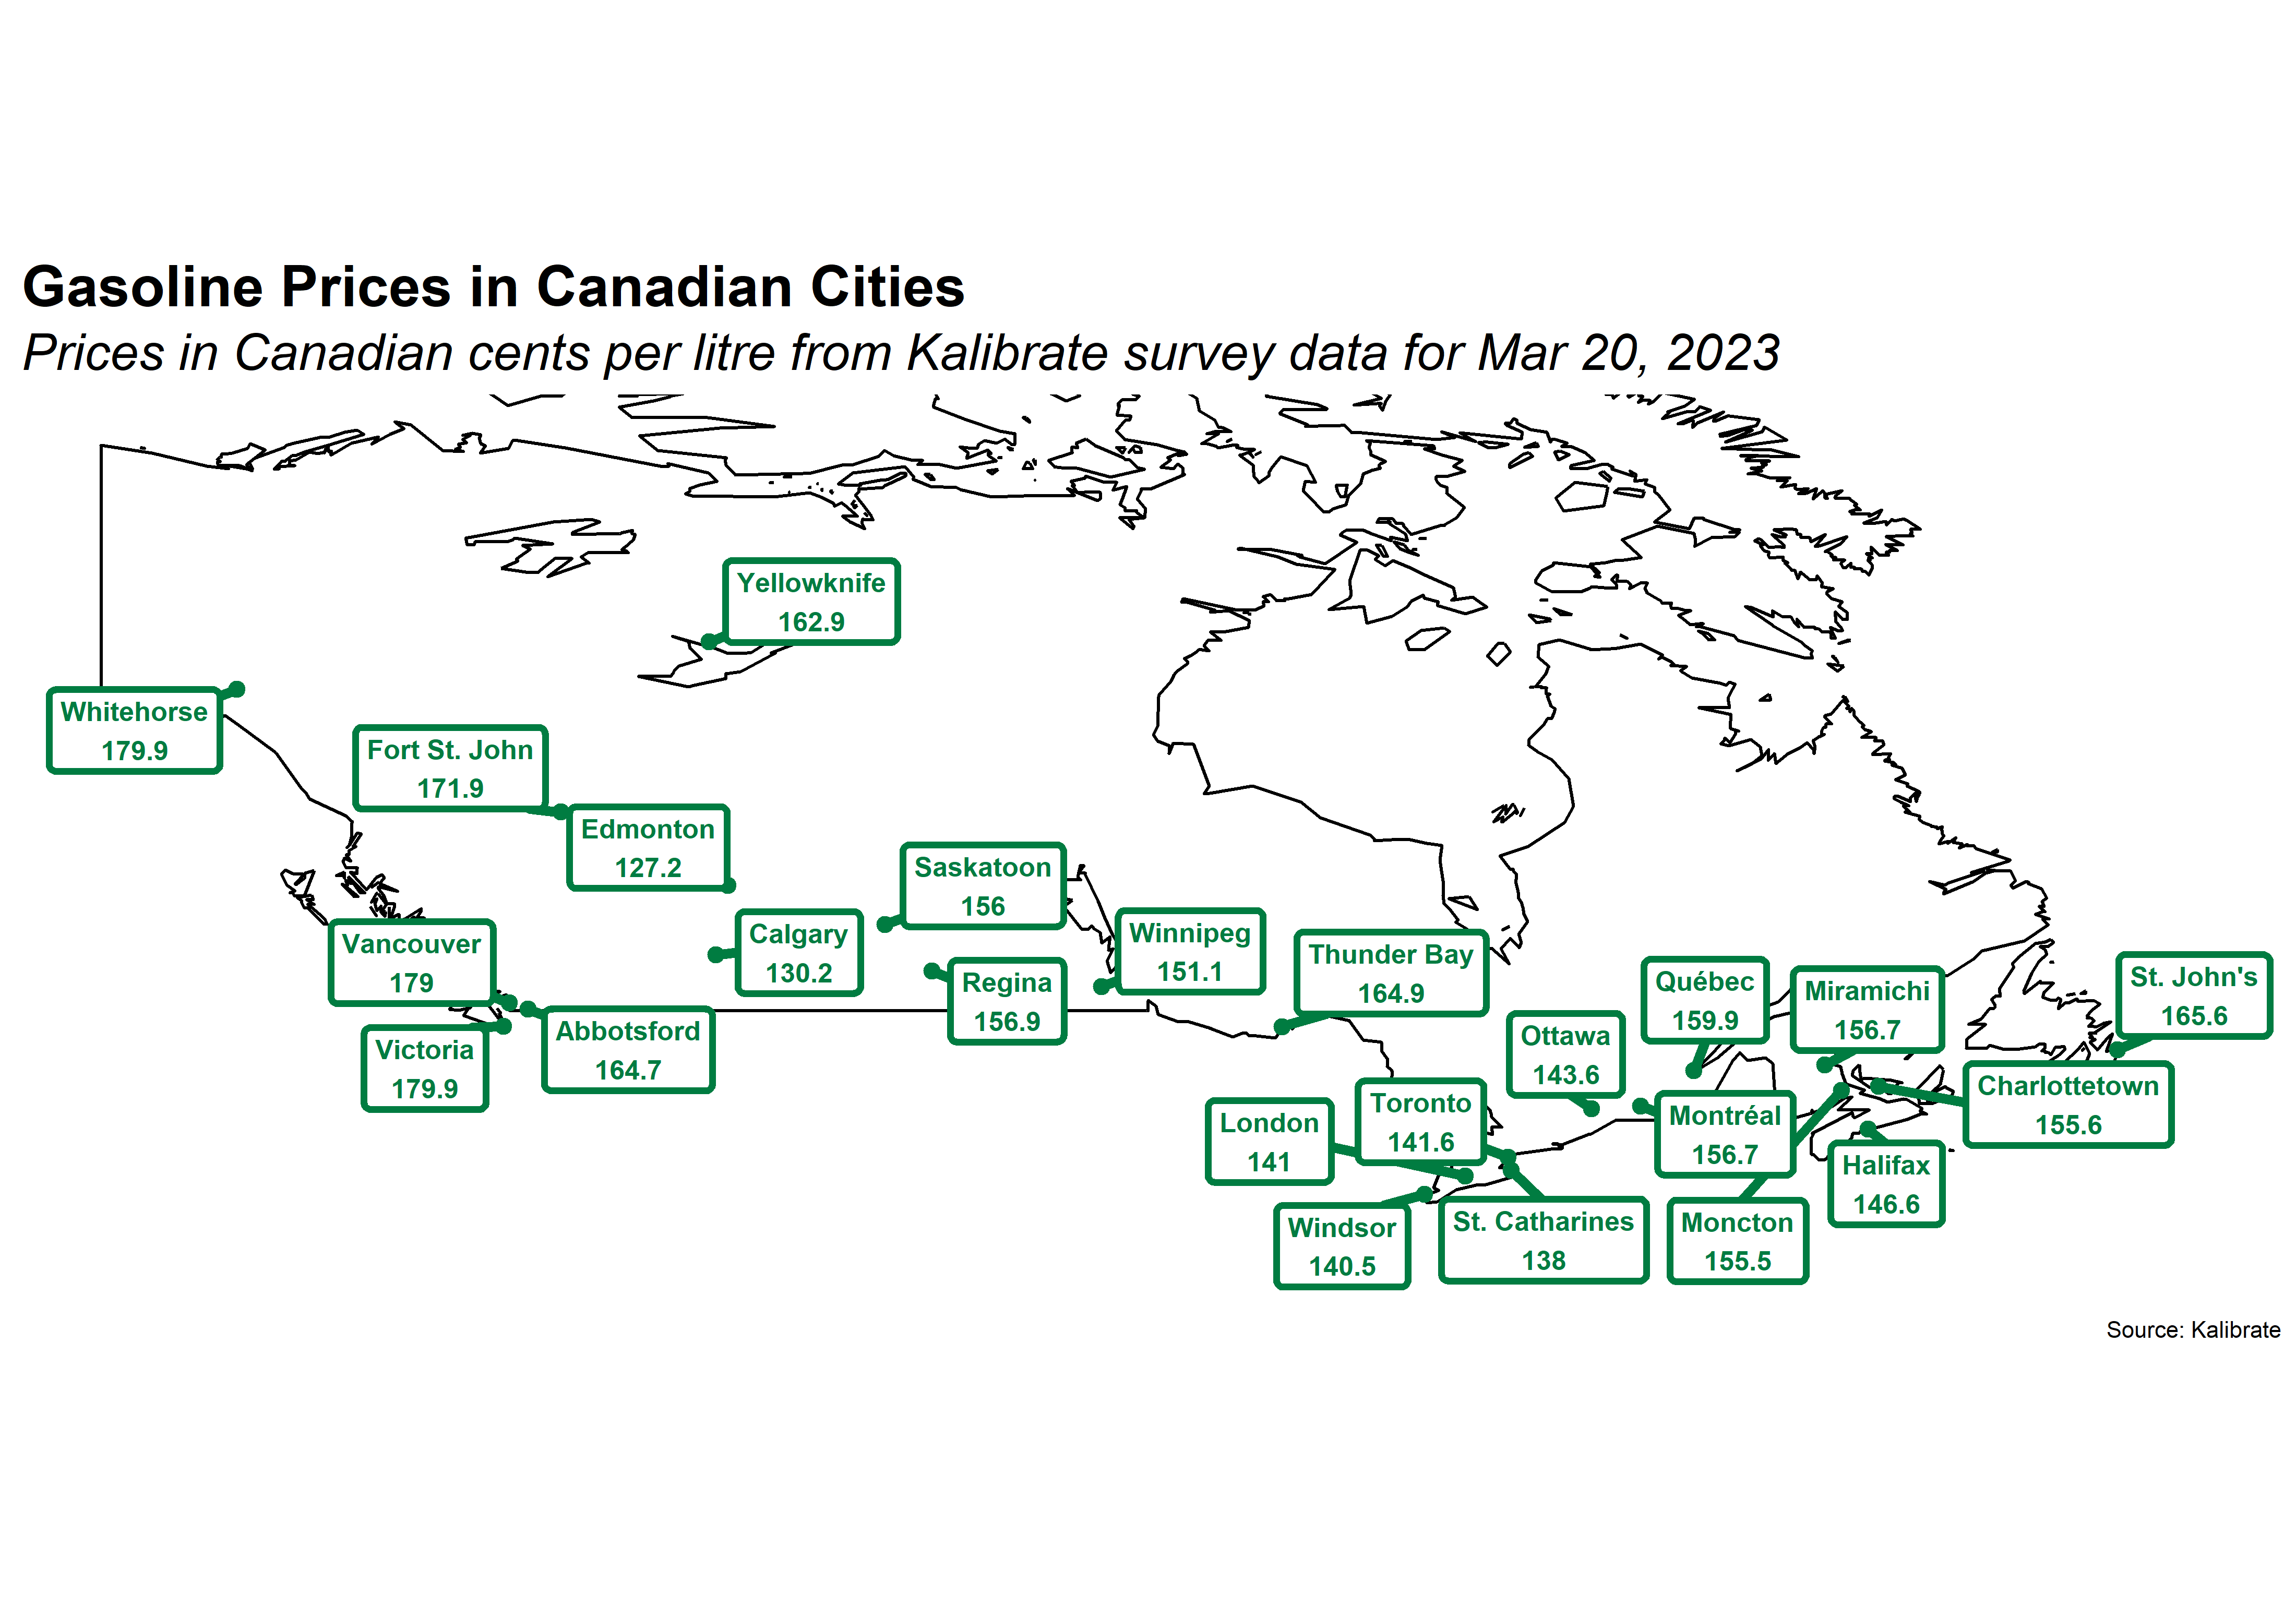 Gasoline Prices in Canadian Cities
Prices in Canadian cents per litre from Kalibrate survey data for Mar 20, 2023
Yellowknife
162.9
Whitehorse
179.9
Fort St. John
171.9
Edmonton
127.2
Saskatoon
156
Calgary
130.2
Winnipeg
151.1
Vancouver
179
Regina
156.9
Thunder Bay
164.9
Québec
159.9
Miramichi
156.7
St. John's
165.6
Abbotsford
164.7
Victoria
179.9
Ottawa
143.6
Charlottetown
155.6
Toronto
141.6
London
141
Montréal
156.7
Halifax
146.6
Windsor
140.5
St. Catharines
138
Moncton
155.5
Source: Kalibrate